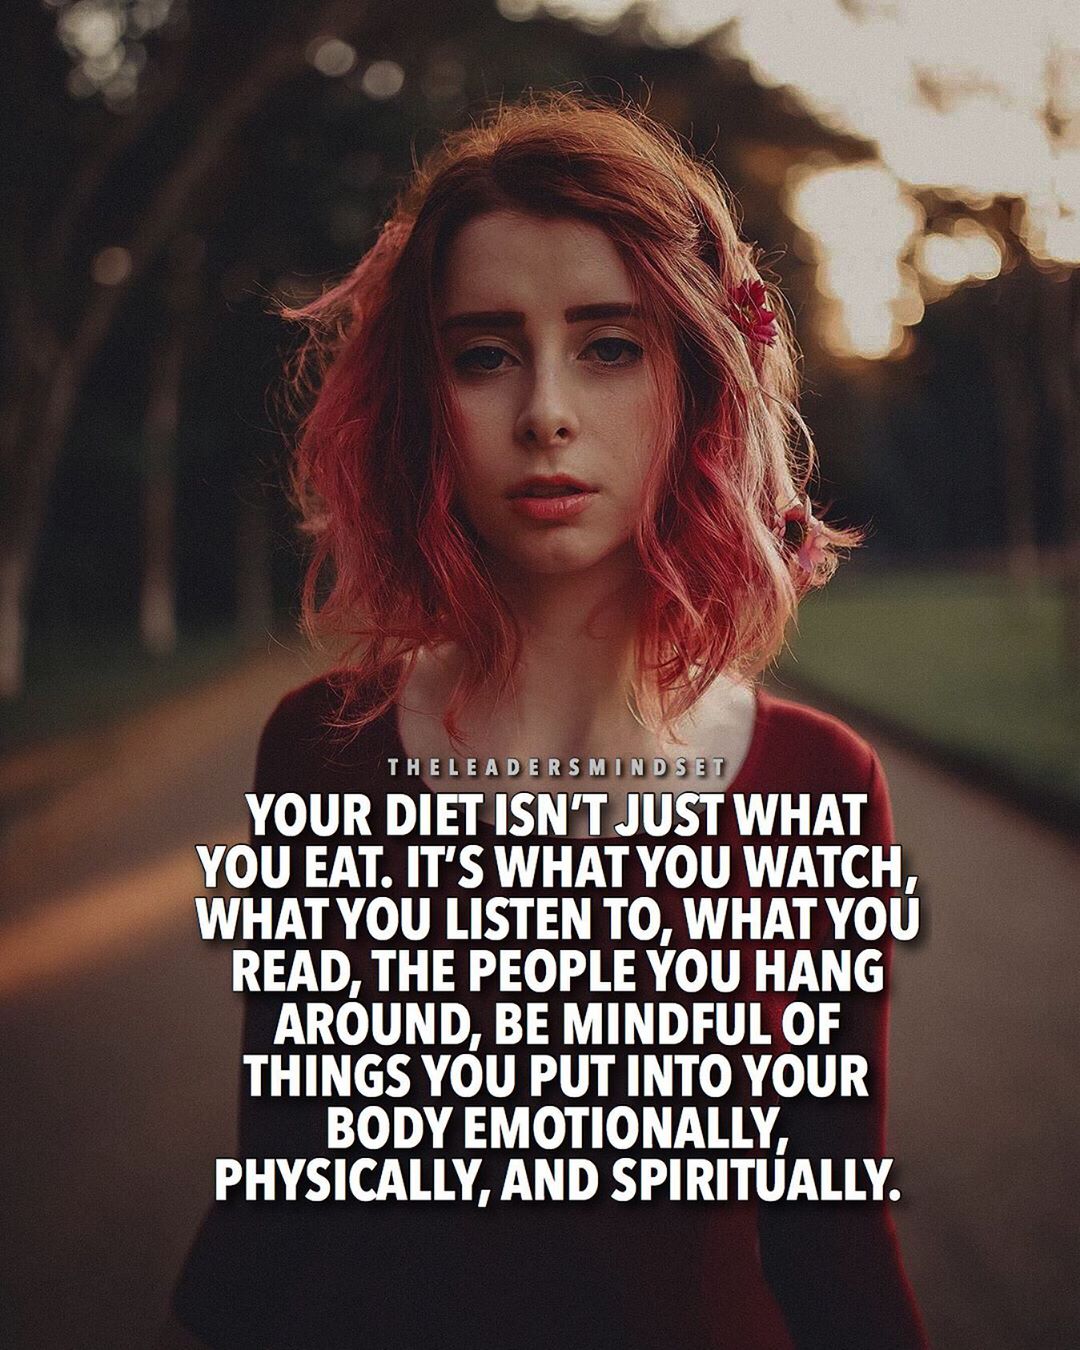 THELEADERSMINDSET
YOUR DIET ISN'T JUST WHAT
YOU EAT. IT'S WHAT YOU WATCH,
WHAT YOU LISTEN TO, WHAT YOU
READ, THE PEOPLE YOU HANG
AROUND, BE MINDFUL OF
THINGS YOU PUT INTO YOUR
BODY EMOTIONALLY,
PHYSICALLY, AND SPIRITUALLY.